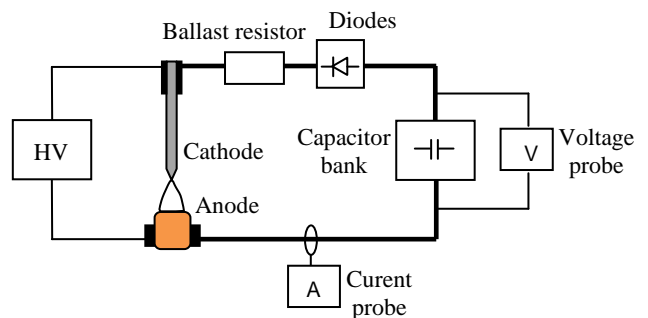 Diodes
Ballast resistor
HV
Cathode
Capacitor
bank
V
Voltage
probe
Anode
A
Curent
probe